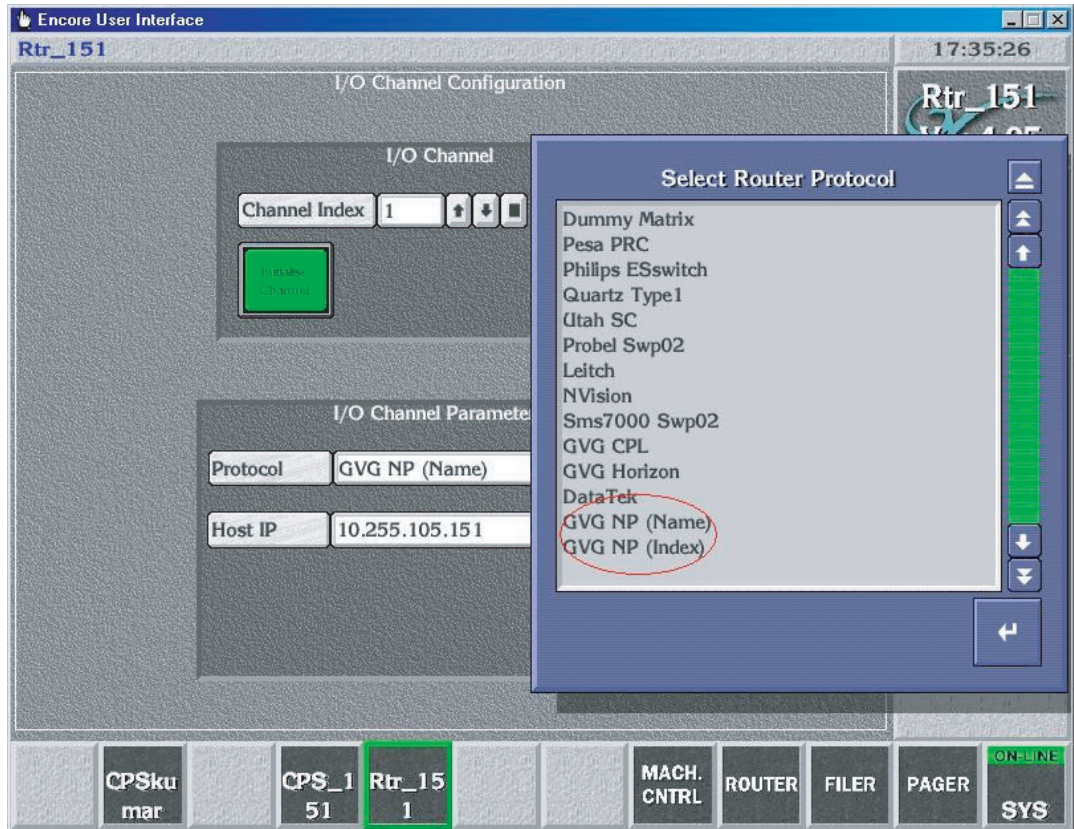 Encore User Interface
Rtr_151
17:35:26
I/O Channel Configuration
Rtr_151
I/O Channel
Channel Index 1
Channel
Select Router Protocol
Dummy Matrix
Pesa PRC
Philips ESswitch
Quartz Type1
Utah SC
Probel Swp02
Leitch
NVision
Sms7000 Swp02
GVG CPL
GVG Horizon
DataTek
GVG NP (Name)
GVG NP (Index)
I/O Channel Paramete
Protocol GVG NP (Name)
Host IP 10.255.105.151
CPSku
mar
CPS_1
51
Rtr_15
1
MACH.
CNTRL
ROUTER
FILER
PAGER
ON-LINE
SYS